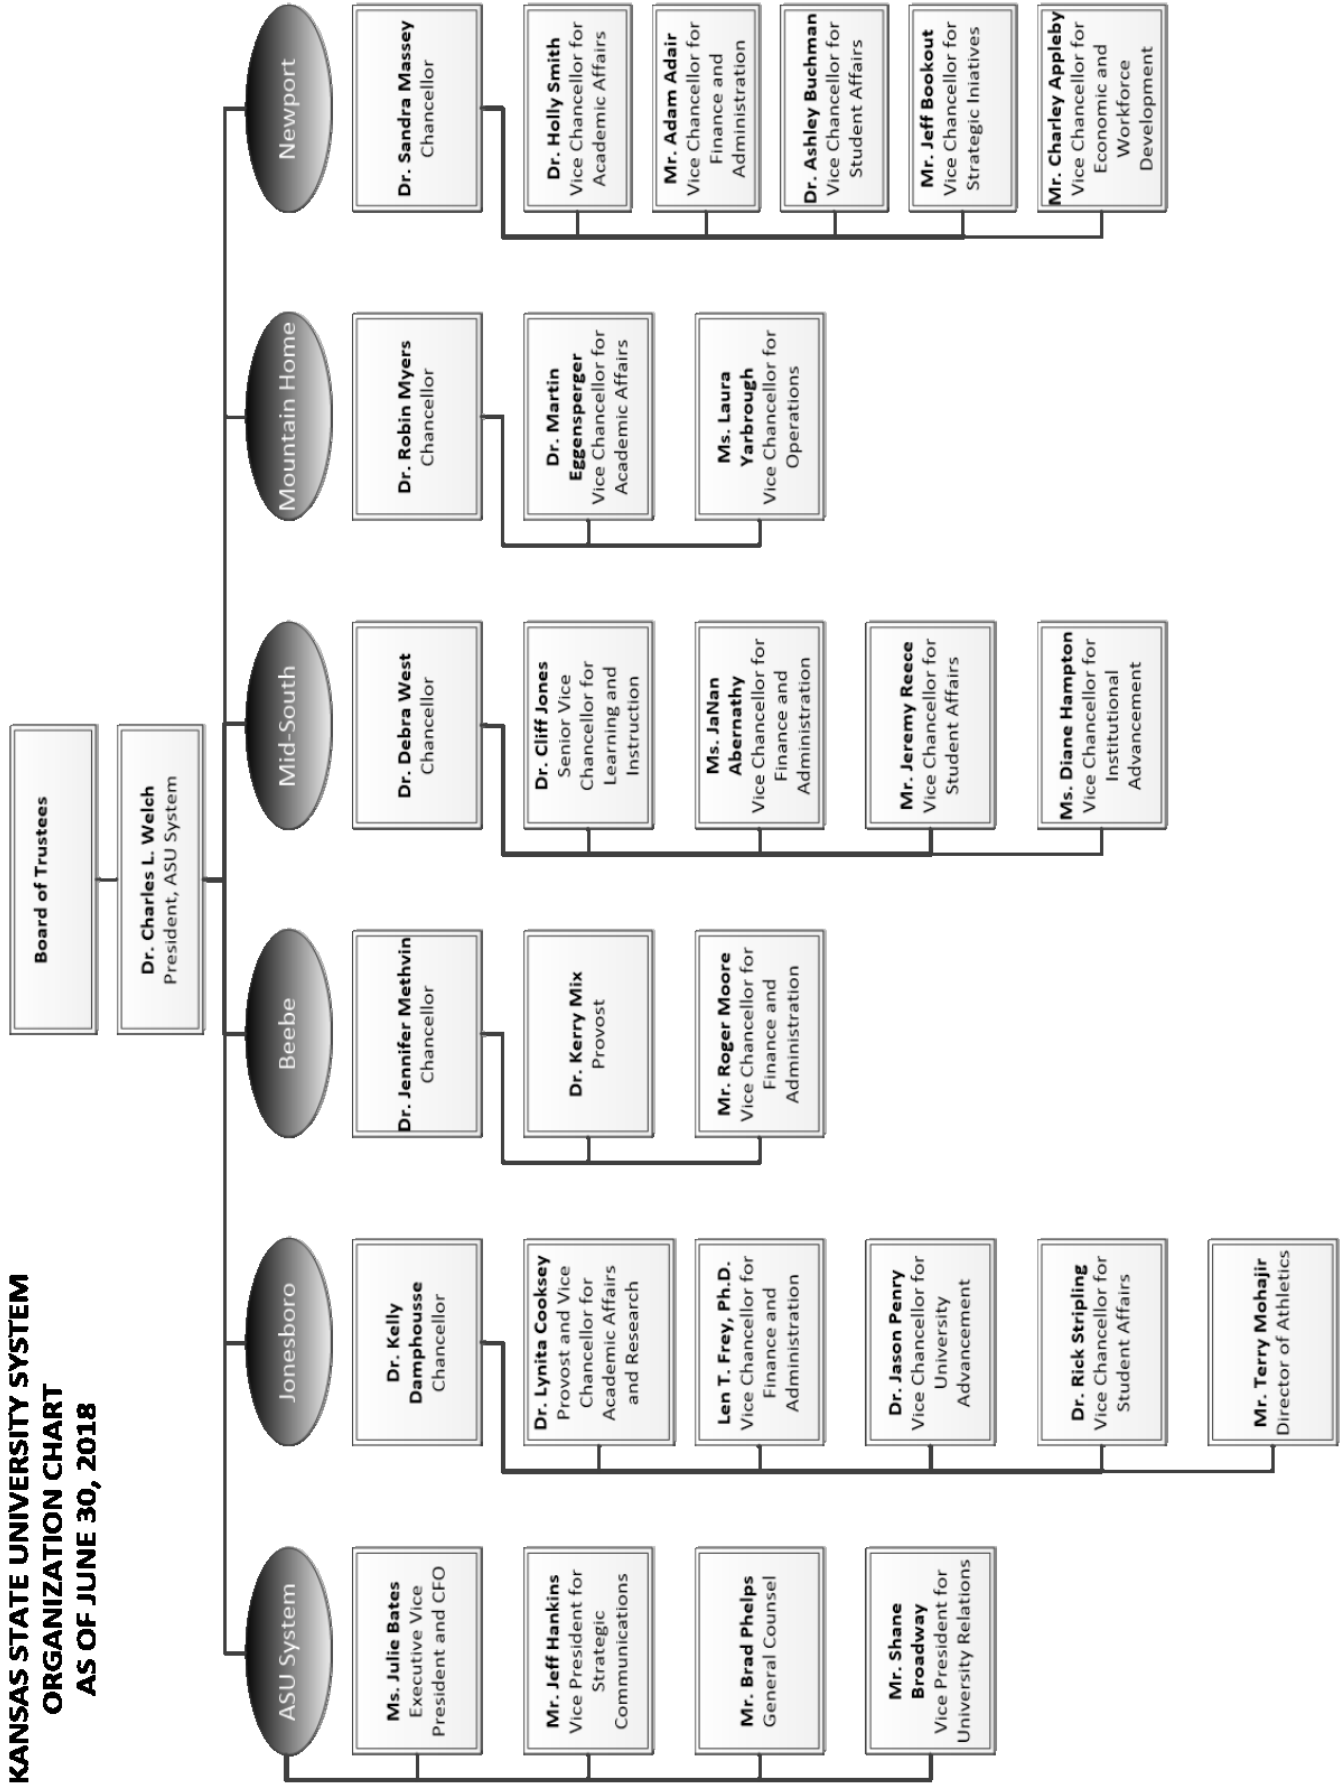 KANSAS STATE UNIVERSITY SYSTEM
ORGANIZATION CHART
AS OF JUNE 30, 2018
Board of Trustees
Dr. Charles L. Welch
President, ASU System
ASU System
Ms. Julie Bates
Executive Vice
President and CFO
Mr. Jeff Hankins
Vice President for
Strategic
Communications
Mr. Brad Phelps
General Counsel
Mr. Shane
Broadway
Vice President for
University Relations
Jonesboro
Dr. Kelly
Damphousse
Chancellor
Dr. Lynita Cooksey
Provost and Vice
Chancellor for
Academic Affairs
and Research
Len T. Frey, Ph.D.
Vice Chancellor for
Finance and
Administration
Dr. Jason Penry
Vice Chancellor for
University
Advancement
Dr. Rick Stripling
Vice Chancellor for
Student Affairs
Mr. Terry Mohajir
Director of Athletics
Beebe
Dr. Jennifer Methvin
Chancellor
Dr. Kerry Mix
Provost
Mr. Roger Moore
Vice Chancellor for
Finance and
Administration
Mid-South
Dr. Debra West
Chancellor
Dr. Cliff Jones
Senior Vice
Chancellor for
Learning and
Instruction
Ms. JaNan
Abernathy
Vice Chancellor for
Finance and
Administration
Mr. Jeremy Reece
Vice Chancellor for
Student Affairs
Ms. Diane Hampton
Vice Chancellor for
Institutional
Advancement
Mountain Home
Dr. Robin Myers
Chancellor
Dr. Martin
Eggensperger
Vice Chancellor for
Academic Affairs
Ms. Laura
Yarbrough
Vice Chancellor for
Operations
Newport
Dr. Sandra Massey
Chancellor
Dr. Holly Smith
Vice Chancellor for
Academic Affairs
Mr. Adam Adair
Vice Chancellor for
Finance and
Administration
Dr. Ashley Buchman
Vice Chancellor for
Student Affairs
Mr. Jeff Bookout
Vice Chancellor for
Strategic Iniatives
Mr. Charley Appleby
Vice Chancellor for
Economic and
Workforce
Development